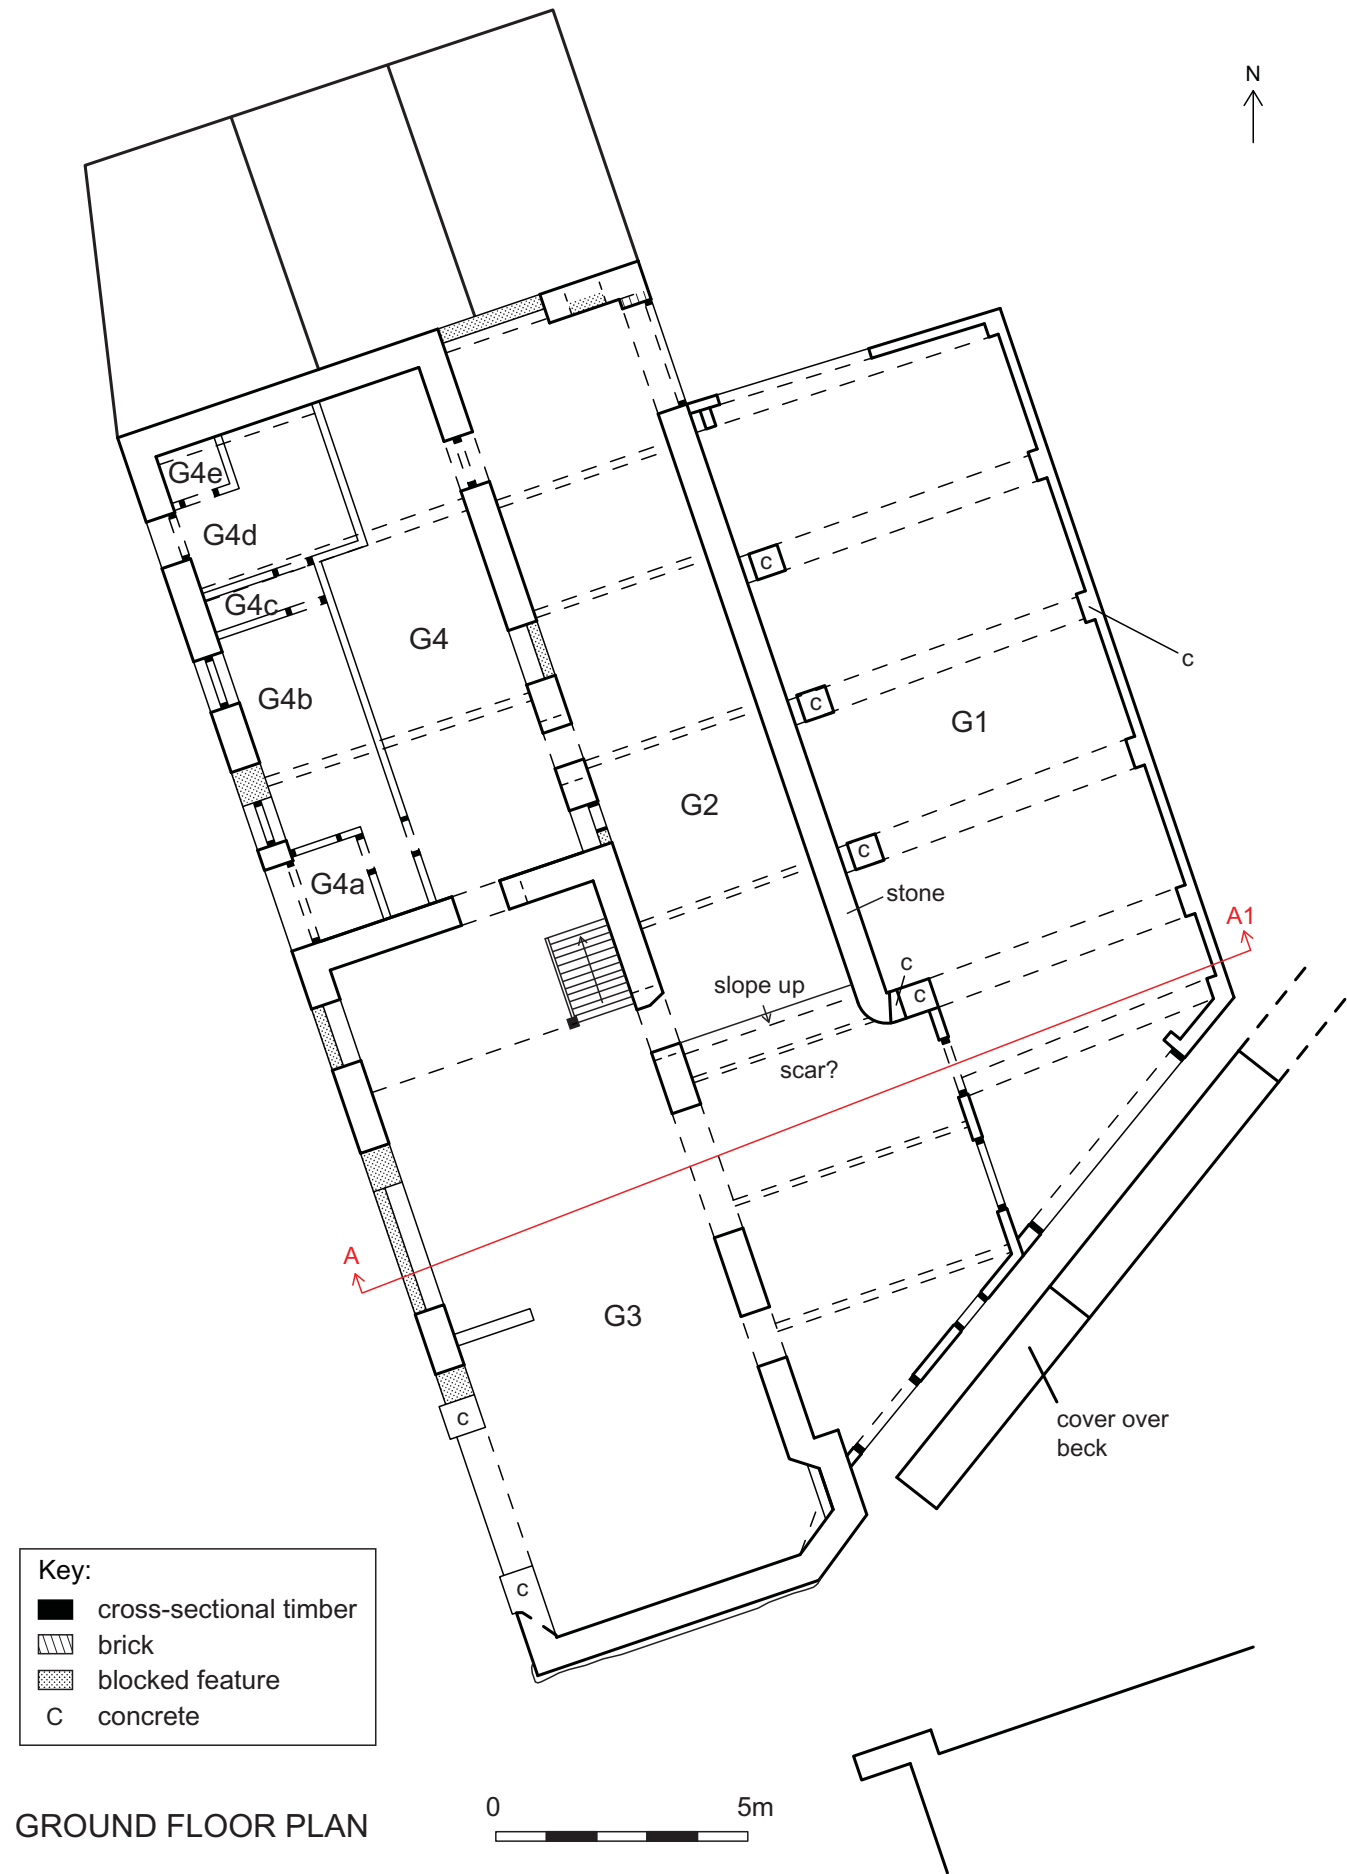 N
G4e
G4d
G4c
G4
G4b
G4a
c
c
c
c
G1
G2
stone
A1
c
c
slope up
scar?
A
G3
c
c
cover over
beck
Key:
cross-sectional timber
brick
blocked feature
C concrete
GROUND FLOOR PLAN
0 5m